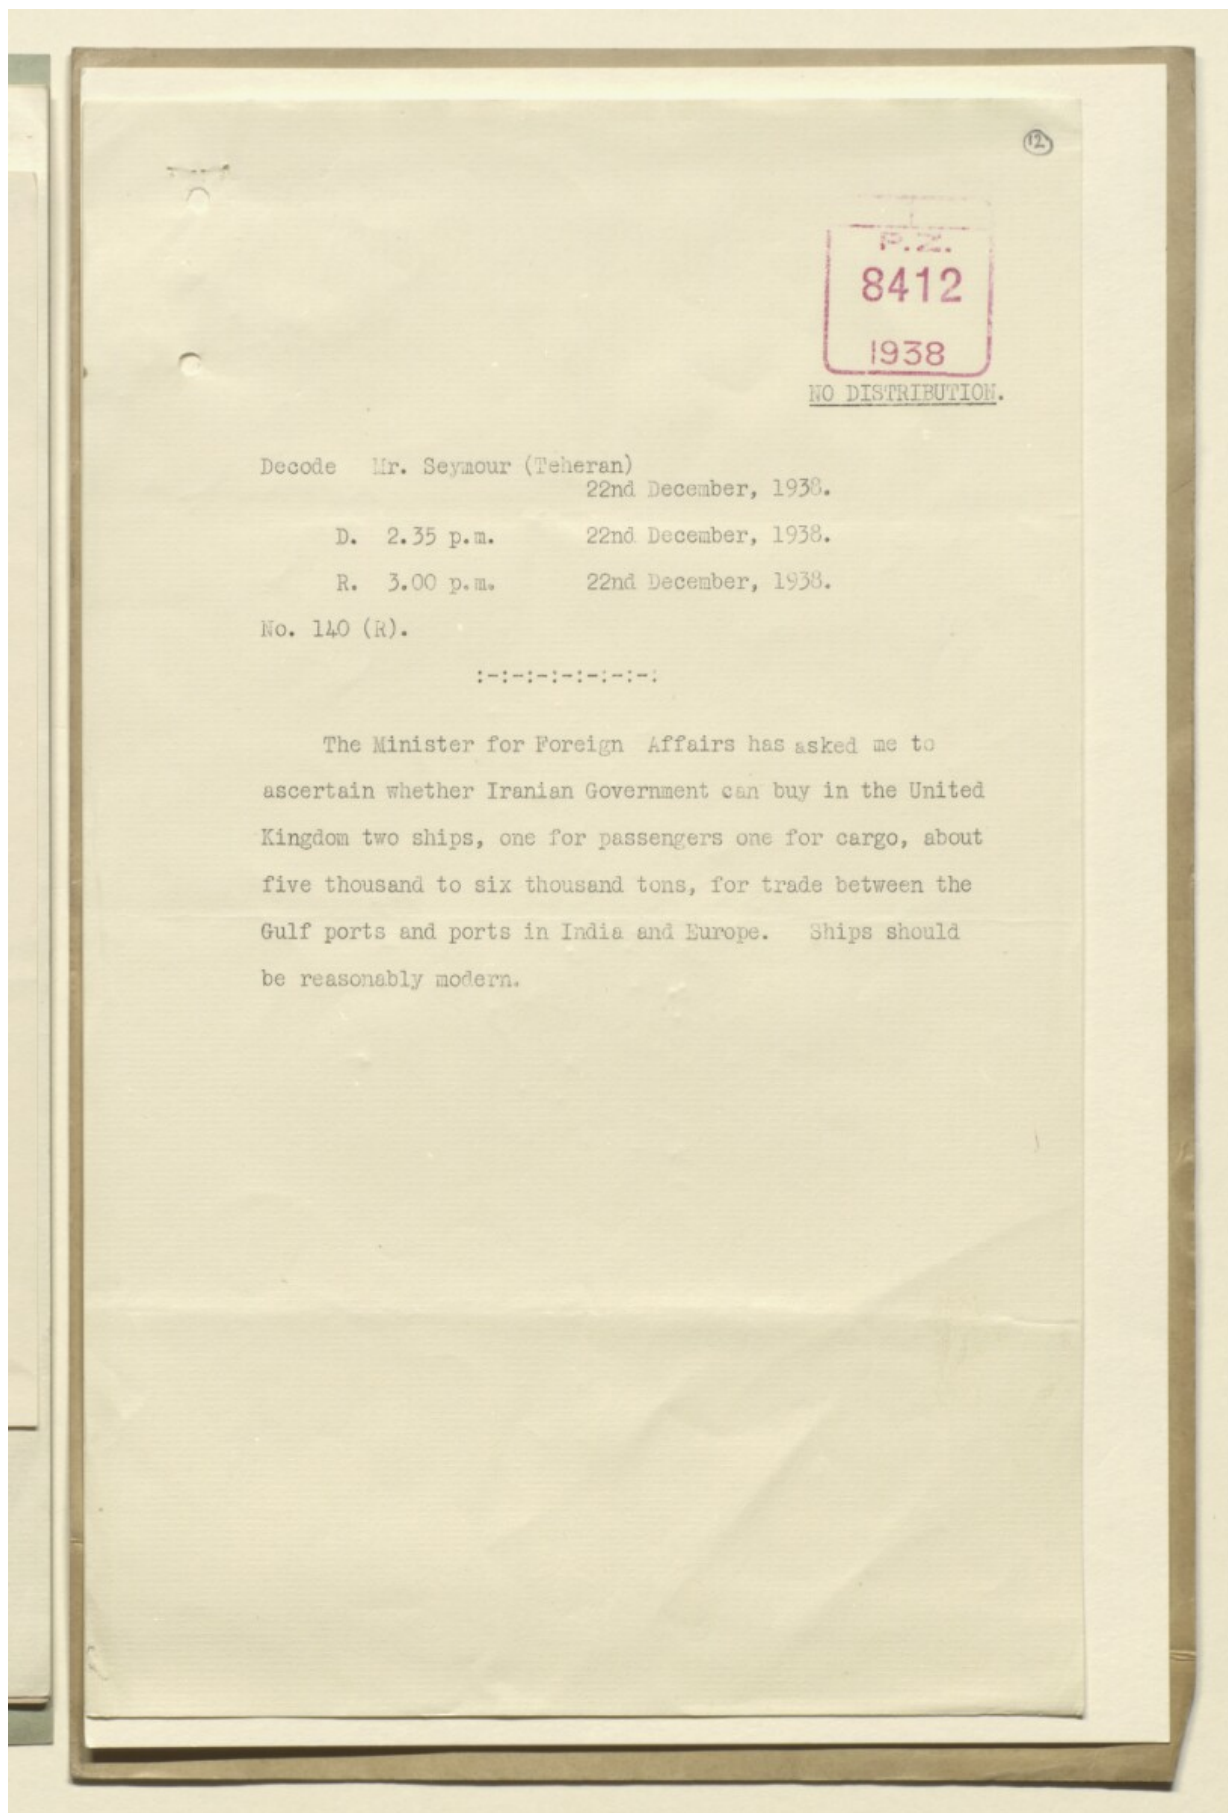 12
P.Z.
8412
1938
NO DISTRIBUTION.
Decode Mr. Seymour (Teheran)
22nd December, 1938.
D. 2.35 p.m. 22nd December, 1938.
R. 3.00 p.m. 22nd December, 1938.
No. 140 (R).
:-:-:-:-:-:-:-:
The Minister for Foreign Affairs has asked me to
ascertain whether Iranian Government can buy in the United
Kingdom two ships, one for passengers one for cargo, about
five thousand to six thousand tons, for trade between the
Gulf ports and ports in India and Europe. Ships should
be reasonably modern.